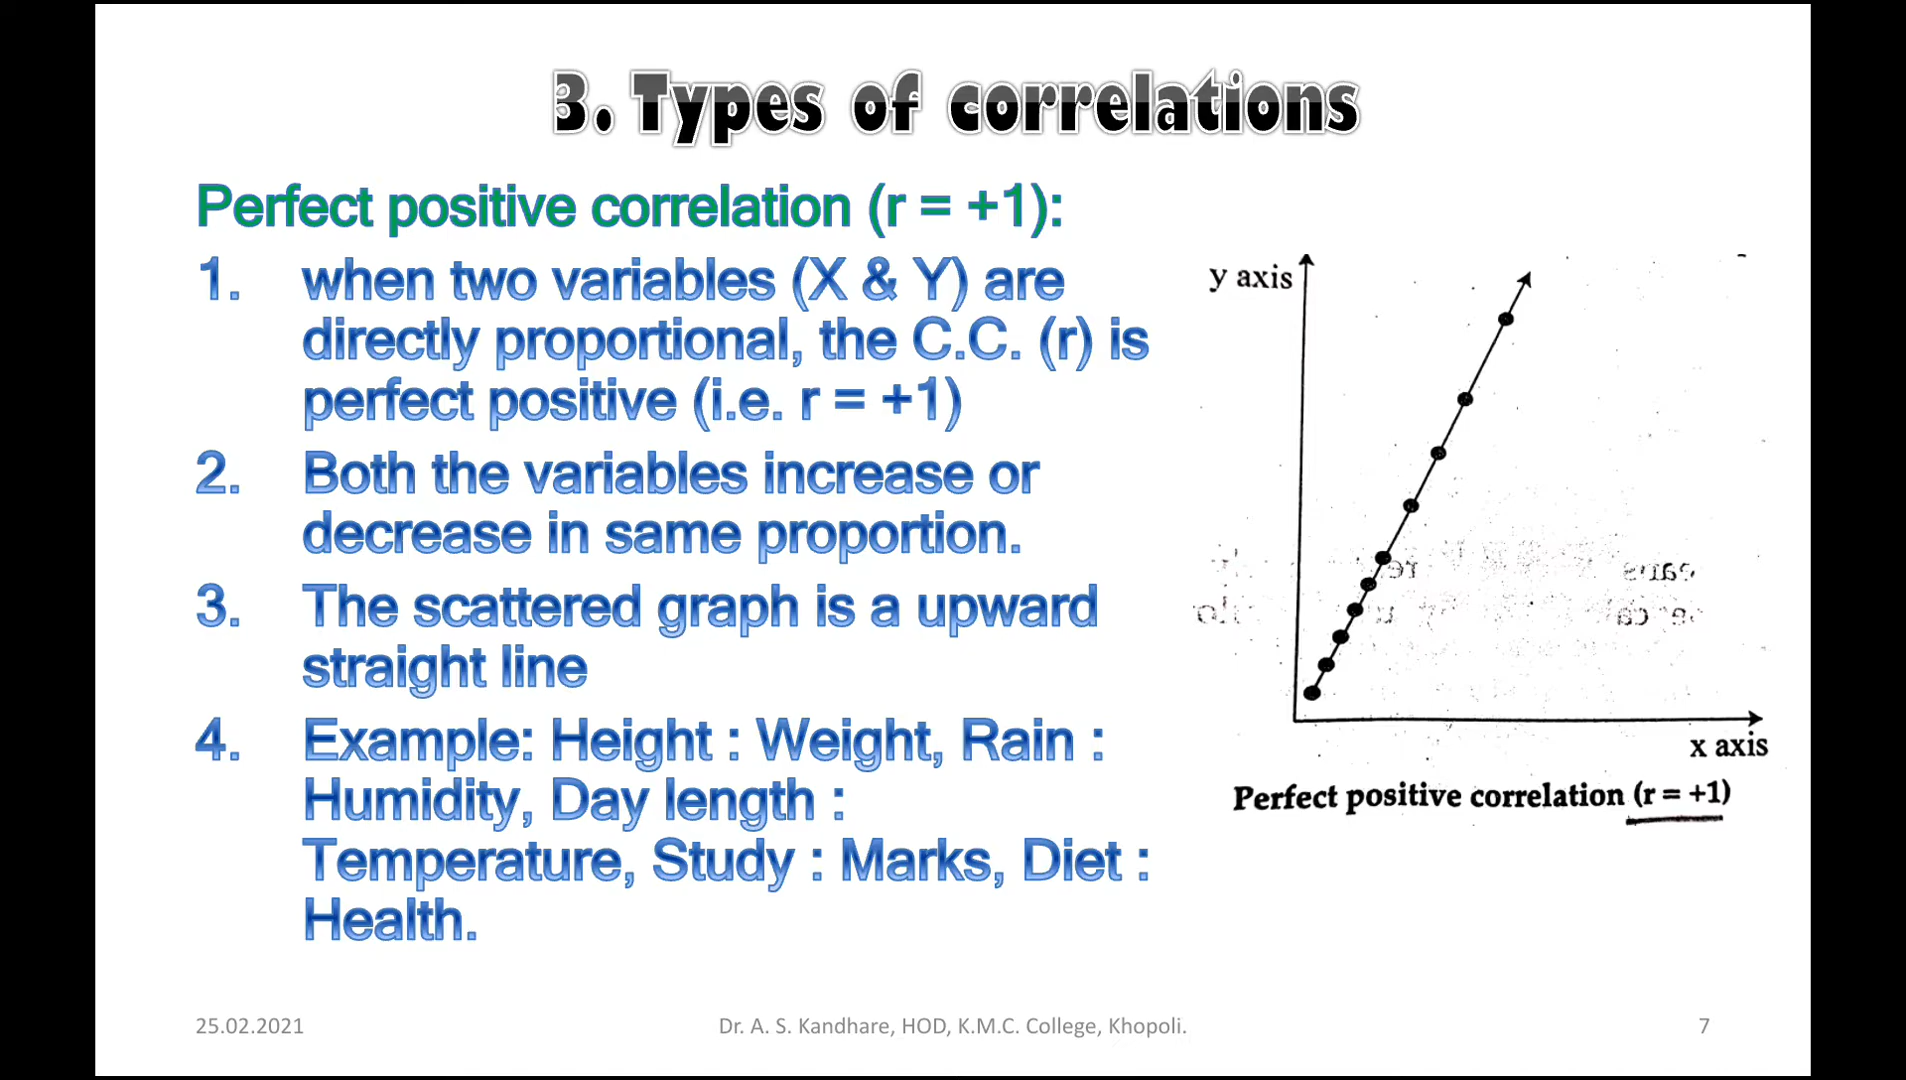 3. Types of correlations
Perfect positive correlation (r = +1):
1. when two variables (X & Y) are
directly proportional, the C.C. (r) is
perfect positive (i.e. r = +1)
2. Both the variables increase or
decrease in same proportion.
3. The scattered graph is a upward
straight line
4. Example: Height : Weight, Rain :
Humidity, Day length :
Temperature, Study : Marks, Diet :
Health.
y axis
x axis
Perfect positive correlation (r = +1)
25.02.2021
Dr. A. S. Kandhare, HOD, K.M.C. College, Khopoli.
7